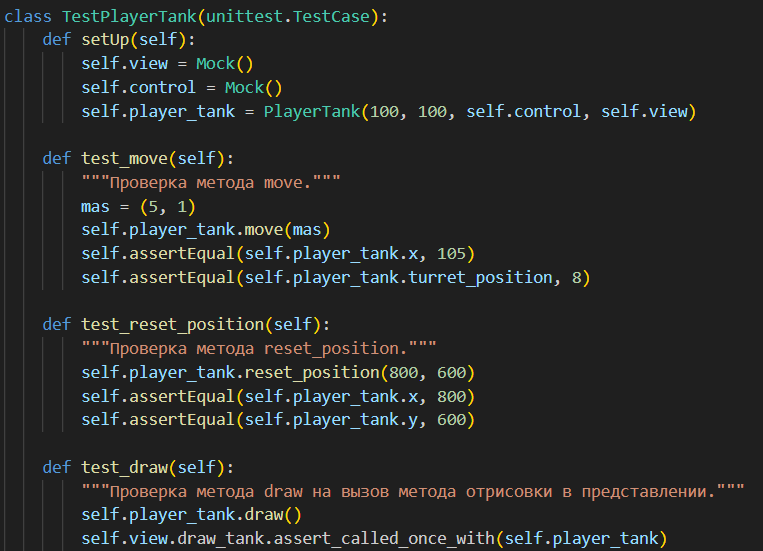 class TestPlayerTank(unittest.TestCase):
    def setUp(self):
        self.view = Mock()
        self.control = Mock()
        self.player_tank = PlayerTank(100, 100, self.control, self.view)

    def test_move(self):
        """Проверка метода move."""
        mas = (5, 1)
        self.player_tank.move(mas)
        self.assertEqual(self.player_tank.x, 105)
        self.assertEqual(self.player_tank.turret_position, 8)

    def test_reset_position(self):
        """Проверка метода reset_position."""
        self.player_tank.reset_position(800, 600)
        self.assertEqual(self.player_tank.x, 800)
        self.assertEqual(self.player_tank.y, 600)

    def test_draw(self):
        """Проверка метода draw на вызов метода отрисовки в представлении."""
        self.player_tank.draw()
        self.view.draw_tank.assert_called_once_with(self.player_tank)